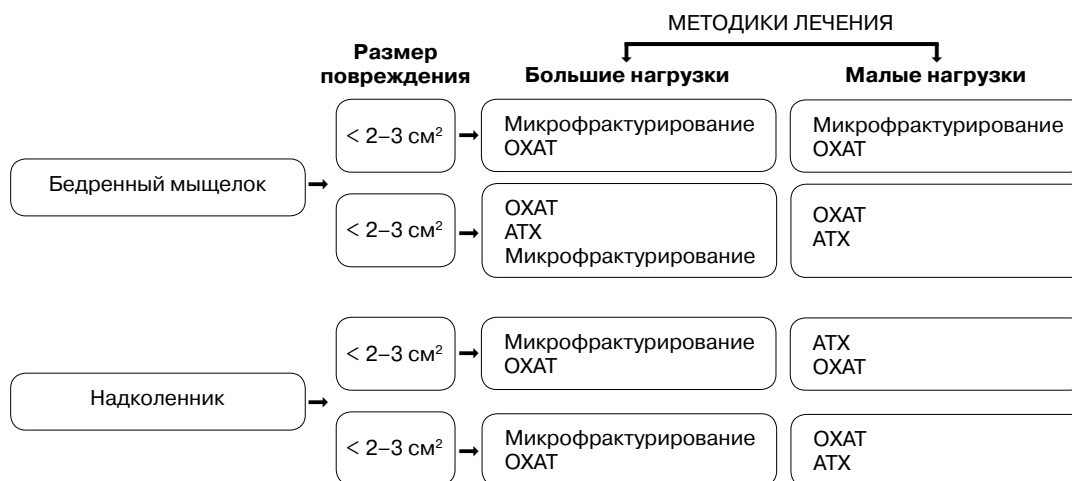 МЕТОДИКИ ЛЕЧЕНИЯ
Размер
повреждения
Большие нагрузки
Малые нагрузки
Бедренный мыщелок
< 2–3 см²
Микрофрактурирование
ОХАТ
Микрофрактурирование
ОХАТ
< 2–3 см²
ОХАТ
АТХ
Микрофрактурирование
ОХАТ
АТХ
Надколенник
< 2–3 см²
Микрофрактурирование
ОХАТ
АТХ
ОХАТ
< 2–3 см²
Микрофрактурирование
ОХАТ
ОХАТ
АТХ